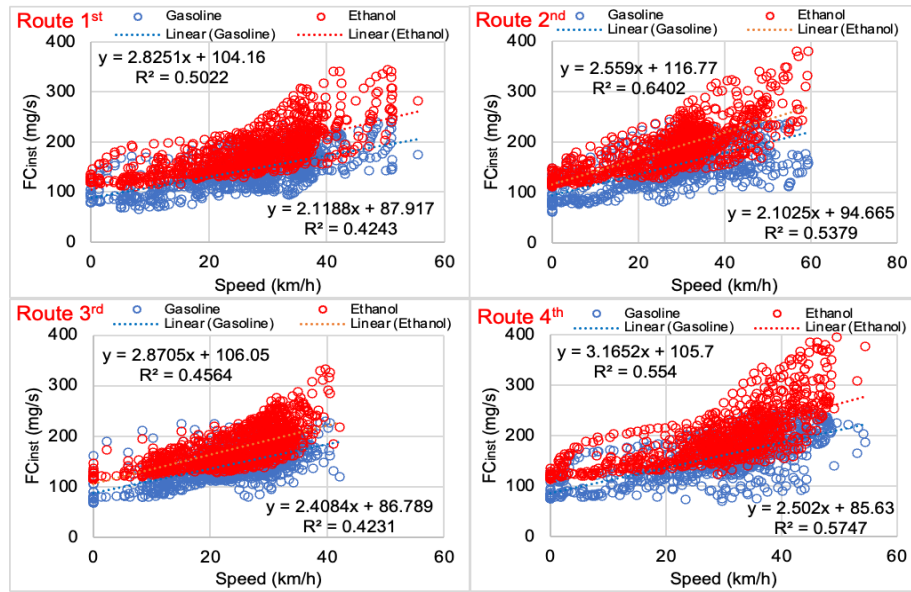 Route 1st
Gasoline Ethanol
Linear (Gasoline) Linear (Ethanol)
400
300
200
100
0
FCinst (mg/s)
y = 2.8251x + 104.16
R² = 0.5022
y = 2.1188x + 87.917
R² = 0.4243
0 20 40 60
Speed (km/h)
Route 2nd
Gasoline Ethanol
Linear (Gasoline) Linear (Ethanol)
400
300
200
100
0
FCinst (mg/s)
y = 2.559x + 116.77
R² = 0.6402
y = 2.1025x + 94.665
R² = 0.5379
0 20 40 60 80
Speed (km/h)
Route 3rd
Gasoline Ethanol
Linear (Gasoline) Linear (Ethanol)
400
300
200
100
0
FCinst (mg/s)
y = 2.8705x + 106.05
R² = 0.4564
y = 2.4084x + 86.789
R² = 0.4231
0 20 40 60
Speed (km/h)
Route 4th
Gasoline Ethanol
Linear (Gasoline) Linear (Ethanol)
400
300
200
100
0
FCinst (mg/s)
y = 3.1652x + 105.7
R² = 0.554
y = 2.502x + 85.63
R² = 0.5747
0 20 40 60
Speed (km/h)